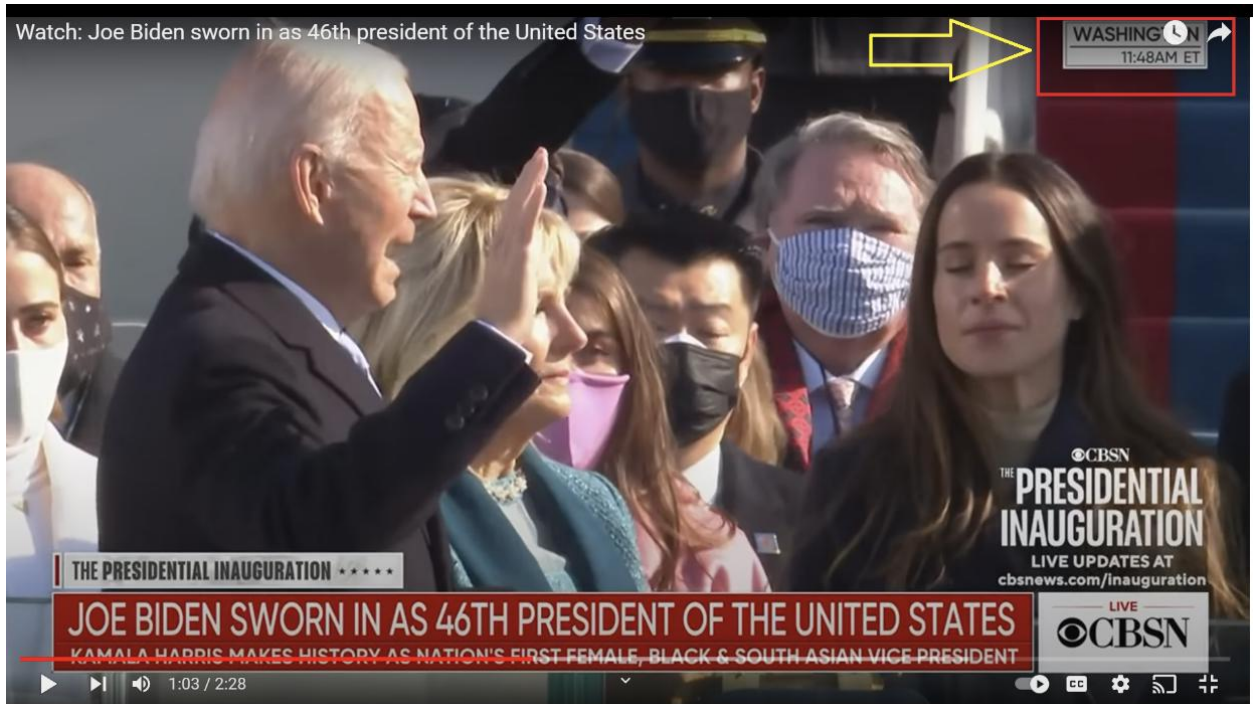 Watch: Joe Biden sworn in as 46th president of the United States
11:48AM ET
©CBSN
THE PRESIDENTIAL
INAUGURATION
LIVE UPDATES AT
cbsnews.com/inauguration
THE PRESIDENTIAL INAUGURATION
JOE BIDEN SWORN IN AS 46TH PRESIDENT OF THE UNITED STATES
KAMALA HARRIS MAKES HISTORY AS NATION'S FIRST FEMALE, BLACK & SOUTH ASIAN VICE PRESIDENT
LIVE
CBSN
1:03 / 2:28
CC